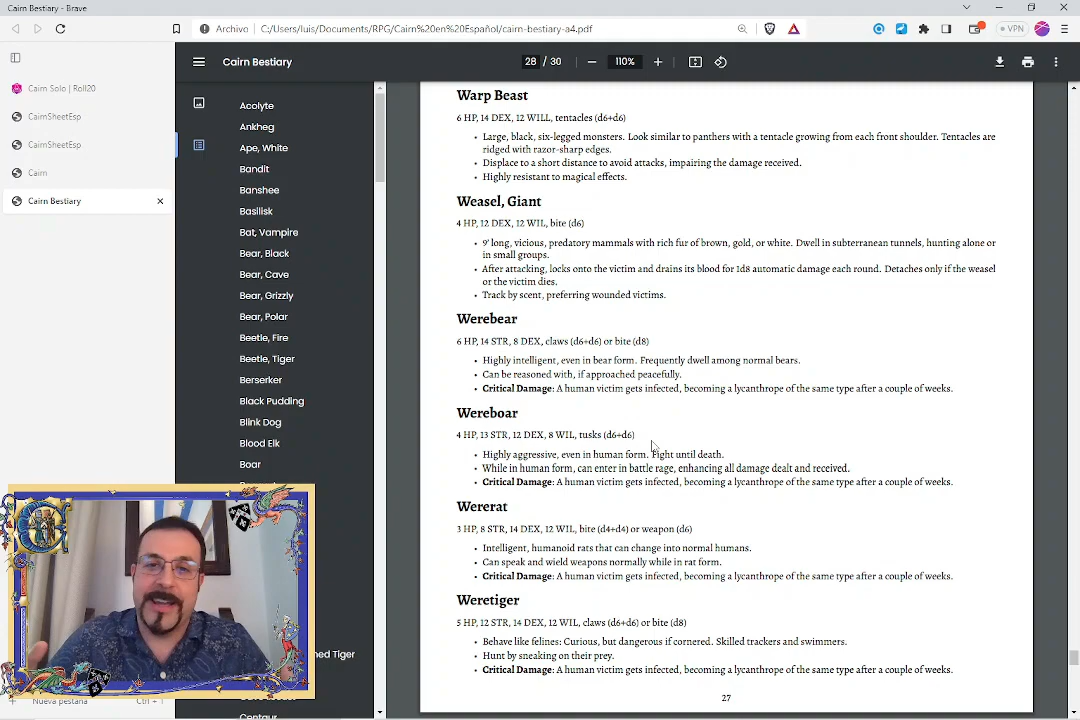 Cairn Bestiary - Brave
Archivo
C:/Users/luis/Documents/RPG/Cairn%20en%20Español/cairn-bestiary-a4.pdf
VPN
Cairn Solo | Roll20
CairnSheetEsp
CairnSheetEsp
Cairn
Cairn Bestiary
Nueva pestaña
Ctrl + T
Cairn Bestiary
28 / 30
110%
Acolyte
Ankheg
Ape, White
Bandit
Banshee
Basilisk
Bat, Vampire
Bear, Black
Bear, Cave
Bear, Grizzly
Bear, Polar
Beetle, Fire
Beetle, Tiger
Berserker
Black Pudding
Blink Dog
Blood Elk
Boar
hed Tiger
Centaur
Warp Beast
6 HP, 14 DEX, 12 WILL, tentacles (d6+d6)
• Large, black, six-legged monsters. Look similar to panthers with a tentacle growing from each front shoulder. Tentacles are
ridged with razor-sharp edges.
• Displace to a short distance to avoid attacks, impairing the damage received.
• Highly resistant to magical effects.
Weasel, Giant
4 HP, 12 DEX, 12 WIL, bite (d6)
• 9' long, vicious, predatory mammals with rich fur of brown, gold, or white. Dwell in subterranean tunnels, hunting alone or
in small groups.
• After attacking, locks onto the victim and drains its blood for 1d8 automatic damage each round. Detaches only if the weasel
or the victim dies.
• Track by scent, preferring wounded victims.
Werebear
6 HP, 14 STR, 8 DEX, claws (d6+d6) or bite (d8)
• Highly intelligent, even in bear form. Frequently dwell among normal bears.
• Can be reasoned with, if approached peacefully.
• Critical Damage: A human victim gets infected, becoming a lycanthrope of the same type after a couple of weeks.
Wereboar
4 HP, 13 STR, 12 DEX, 8 WIL, tusks (d6+d6)
• Highly aggressive, even in human form. Fight until death.
• While in human form, can enter in battle rage, enhancing all damage dealt and received.
• Critical Damage: A human victim gets infected, becoming a lycanthrope of the same type after a couple of weeks.
Wererat
3 HP, 8 STR, 14 DEX, 12 WIL, bite (d4+d4) or weapon (d6)
• Intelligent, humanoid rats that can change into normal humans.
• Can speak and wield weapons normally while in rat form.
• Critical Damage: A human victim gets infected, becoming a lycanthrope of the same type after a couple of weeks.
Weretiger
5 HP, 12 STR, 14 DEX, 12 WIL, claws (d6+d6) or bite (d8)
• Behave like felines: Curious, but dangerous if cornered. Skilled trackers and swimmers.
• Hunt by sneaking on their prey.
• Critical Damage: A human victim gets infected, becoming a lycanthrope of the same type after a couple of weeks.
27